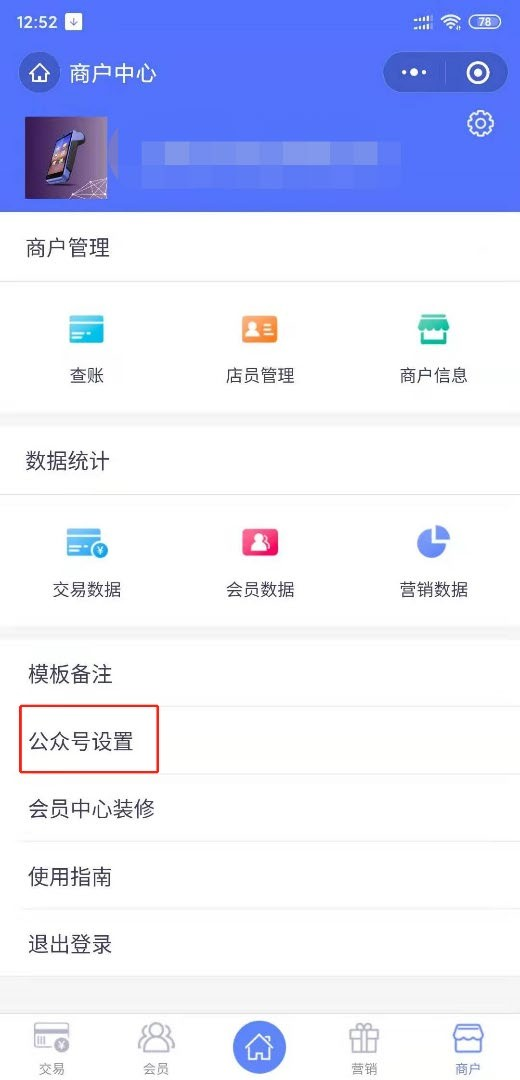 12:52
78
商户中心
商户管理
查账 店员管理 商户信息
数据统计
交易数据 会员数据 营销数据
模板备注
公众号设置
会员中心装修
使用指南
退出登录
交易 会员 营销 商户